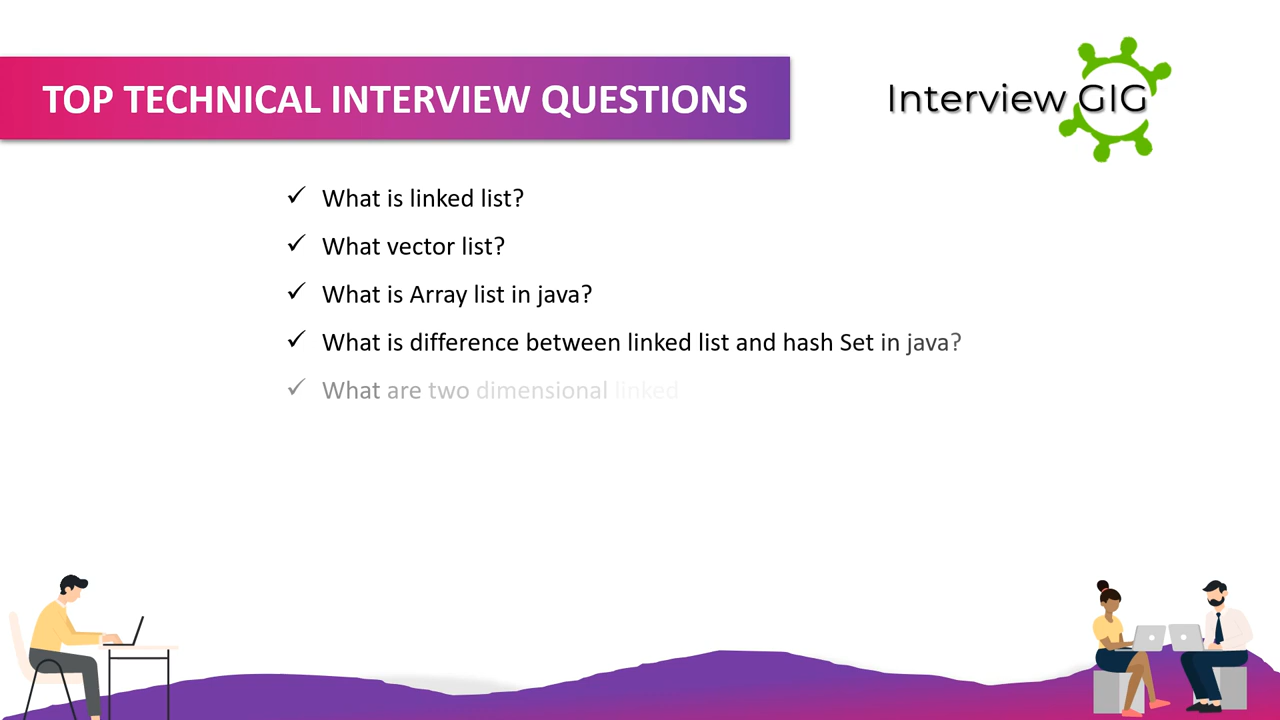 TOP TECHNICAL INTERVIEW QUESTIONS
Interview GIG
✓ What is linked list?
✓ What vector list?
✓ What is Array list in java?
✓ What is difference between linked list and hash Set in java?
✓ What are two dimensional linked